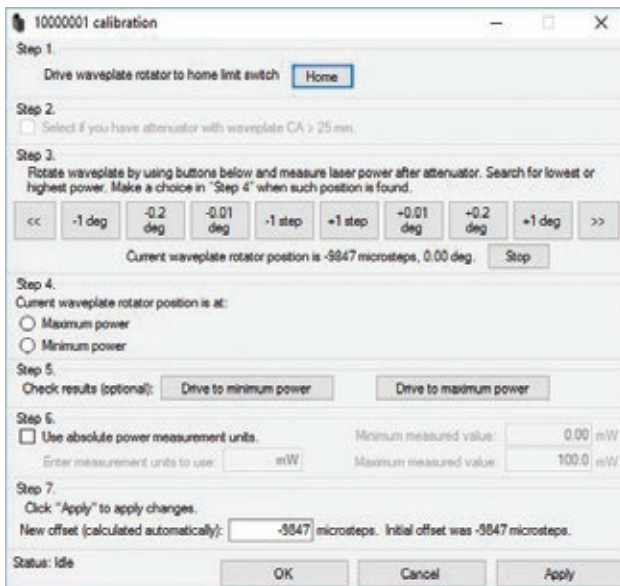 10000001 calibration
Step 1.
Drive waveplate rotator to home limit switch Home
Step 2.
Select if you have attenuator with waveplate CA > 25 mm.
Step 3.
Rotate waveplate by using buttons below and measure laser power after attenuator. Search for lowest or
highest power. Make a choice in "Step 4" when such position is found.
<< -1 deg -0.2 deg -0.01 deg -1 step +1 step +0.01 deg +0.2 deg +1 deg >>
Current waveplate rotator position is -9847 microsteps, 0.00 deg. Stop
Step 4.
Current waveplate rotator position is at:
Maximum power
Minimum power
Step 5.
Check results (optional): Drive to minimum power Drive to maximum power
Step 6.
Use absolute power measurement units. Minimum measured value: 0.00 mW
Enter measurement units to use: mW Maximum measured value: 100.0 mW
Step 7.
Click "Apply" to apply changes.
New offset (calculated automatically): -9847 microsteps. Initial offset was -9847 microsteps.
Status: Idle
OK Cancel Apply